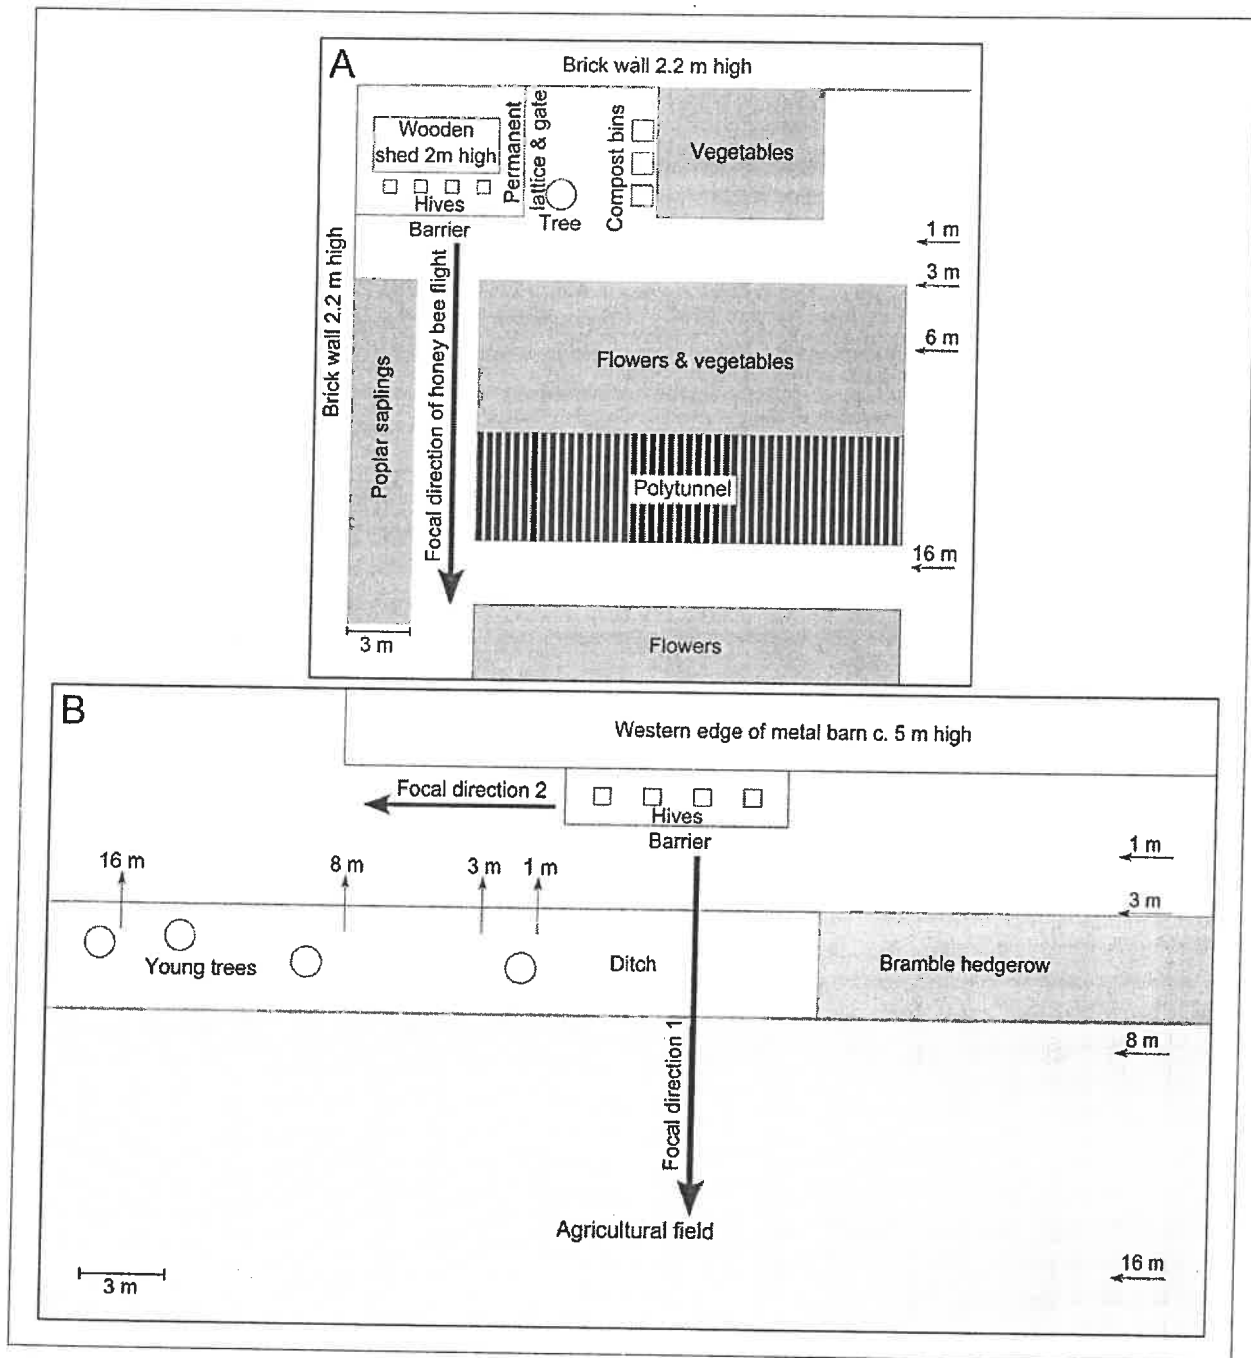 A
Brick wall 2.2 m high
Wooden
shed 2m high
Hives
Permanent
lattice & gate
Tree
Compost bins
Vegetables
Barrier
1 m
3 m
6 m
Brick wall 2.2 m high
Poplar saplings
Focal direction of honey bee flight
Flowers & vegetables
Polytunnel
16 m
3 m
Flowers
B
Western edge of metal barn c. 5 m high
Focal direction 2
Hives
Barrier
16 m
8 m
3 m
1 m
1 m
3 m
Young trees
Ditch
Bramble hedgerow
8 m
Focal direction 1
Agricultural field
3 m
16 m